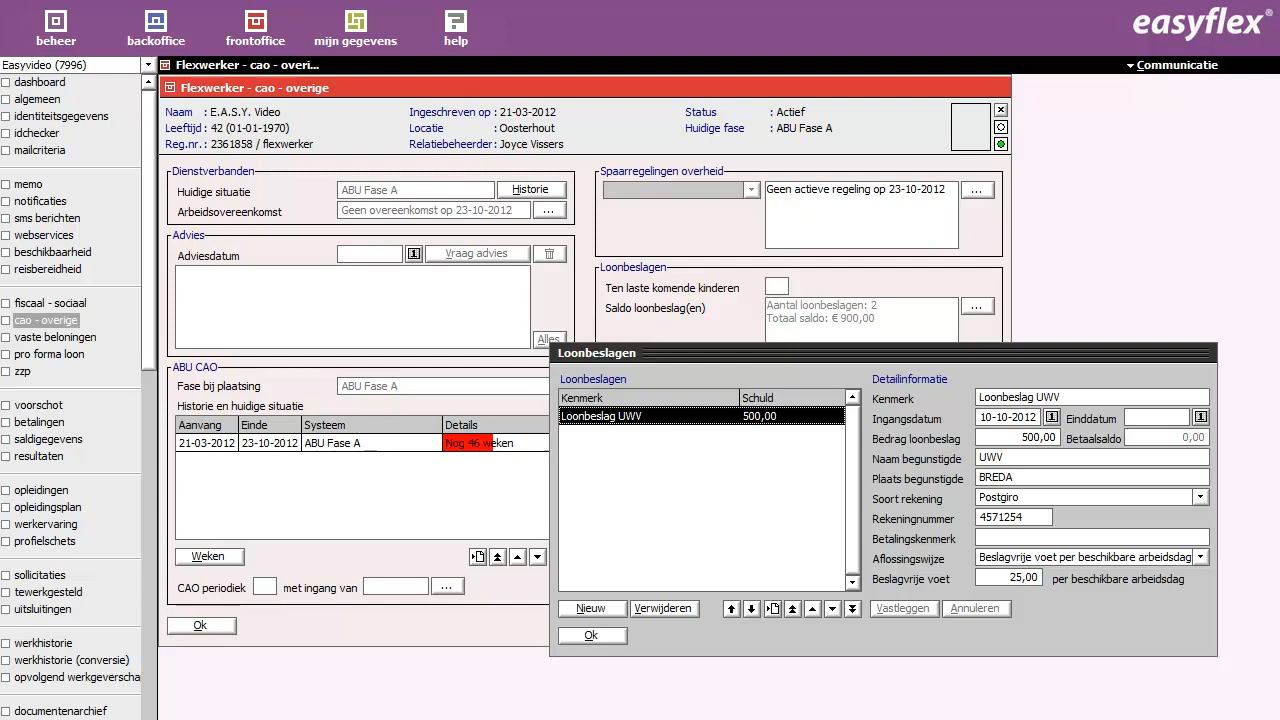 easyflex®
beheer
backoffice
frontoffice
mijn gegevens
help
Easyvideo (7996)
Flexwerker - cao - overi...
Communicatie
dashboard
algemeen
identiteitsgegevens
idchecker
mailcriteria
memo
notificaties
sms berichten
webservices
beschikbaarheid
reisbereidheid
fiscaal - sociaal
cao - overige
vaste beloningen
pro forma loon
zzp
voorschot
betalingen
saldigegevens
resultaten
opleidingen
opleidingsplan
werkervaring
profielschets
sollicitaties
tewerkgesteld
uitsluitingen
werkhistorie
werkhistorie (conversie)
opvolgend werkgeverscha
documentenarchief
Flexwerker - cao - overige
Naam : E.A.S.Y. Video
Ingeschreven op : 21-03-2012
Status : Actief
Leeftijd : 42 (01-01-1970)
Locatie : Oosterhout
Huidige fase : ABU Fase A
Reg.nr. : 2361858 / flexwerker
Relatiebeheerder : Joyce Vissers
Dienstverbanden
Huidige situatie ABU Fase A Historie
Arbeidsovereenkomst Geen overeenkomst op 23-10-2012 ...
Advies
Adviesdatum Vraag advies
Alles
ABU CAO
Fase bij plaatsing ABU Fase A
Historie en huidige situatie
Aanvang Einde Systeem Details
21-03-2012 23-10-2012 ABU Fase A Nog 46 weken
Weken
CAO periodiek met ingang van ...
Ok
Spaarregelingen overheid
Geen actieve regeling op 23-10-2012 ...
Loonbeslagen
Ten laste komende kinderen
Saldo loonbeslag(en) Aantal loonbeslagen: 2 ...
Totaal saldo: € 900,00
Loonbeslagen
Loonbeslagen
Kenmerk Schuld
Loonbeslag UWV 500,00
Nieuw Verwijderen
Ok
Detailinformatie
Kenmerk Loonbeslag UWV
Ingangsdatum 10-10-2012 Einddatum
Bedrag loonbeslag 500,00 Betaalsaldo 0,00
Naam begunstigde UWV
Plaats begunstigde BREDA
Soort rekening Postgiro
Rekeningnummer 4571254
Betalingskenmerk
Aflossingswijze Beslagvrije voet per beschikbare arbeidsdag
Beslagvrije voet 25,00 per beschikbare arbeidsdag
Vastleggen Annuleren